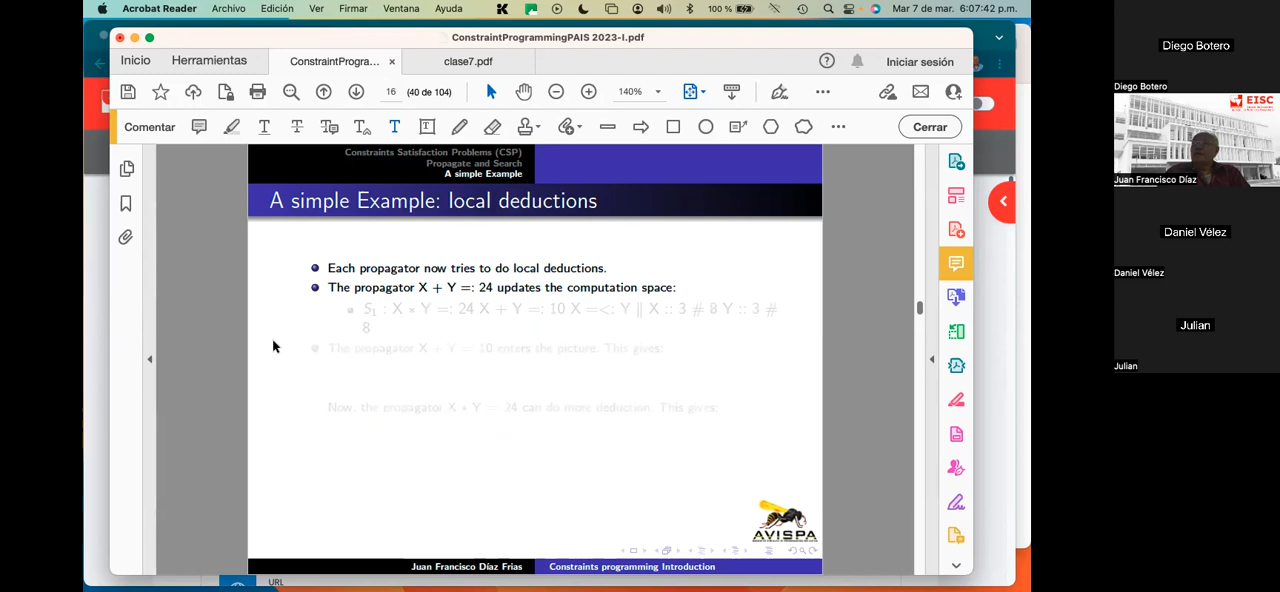 Acrobat Reader Archivo Edición Ver Firmar Ventana Ayuda 100 % Mar 7 de mar. 6:07:42 p.m.
ConstraintProgrammingPAIS 2023-I.pdf
Inicio Herramientas ConstraintProgra... × clase7.pdf Iniciar sesión
16 (40 de 104) 140%
Comentar Cerrar
Constraints Satisfaction Problems (CSP)
Propagate and Search
A simple Example
A simple Example: local deductions
Each propagator now tries to do local deductions.
The propagator X + Y =: 24 updates the computation space:
S₁ : X * Y =: 24 X + Y =: 10 X =<: Y ‖ X :: 3 # 8 Y :: 3 #
8
The propagator X + Y = 10 enters the picture. This gives:
Now, the propagator X * Y = 24 can do more deduction. This gives:
AVISPA
Juan Francisco Díaz Frias Constraints programming Introduction
URL
Diego Botero
Diego Botero
EISC
Juan Francisco Díaz
Daniel Vélez
Daniel Vélez
Julian
Julian